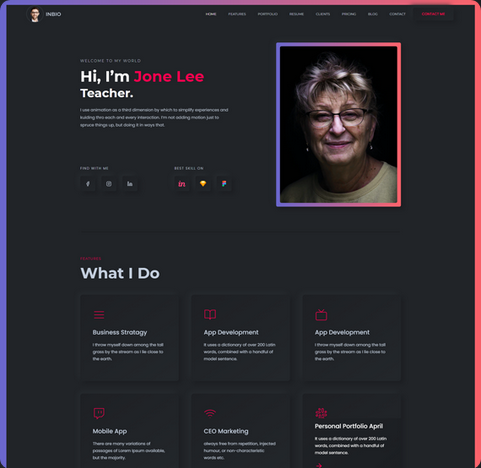 INBIO
HOME FEATURES PORTFOLIO RESUME CLIENTS PRICING BLOG CONTACT CONTACT ME
WELCOME TO MY WORLD
Hi, I'm Jone Lee
Teacher.
I use animation as a third dimension by which to simplify experiences and
kuiding thro each and every interaction. I'm not adding motion just to
spruce things up, but doing it in ways that.
FIND WITH ME
BEST SKILL ON
FEATURES
What I Do
Business Stratagy
I throw myself down among the tall
grass by the stream as I lie close to
the earth.
App Development
It uses a dictionary of over 200 Latin
words, combined with a handful of
model sentence.
App Development
I throw myself down among the tall
grass by the stream as I lie close to
the earth.
Mobile App
There are many variations of
passages of Lorem Ipsum available,
but the majority.
CEO Marketing
always free from repetition, injected
humour, or non-characteristic
words etc.
Personal Portfolio April
It uses a dictionary of over 200 Latin
words, combined with a handful of
model sentence.